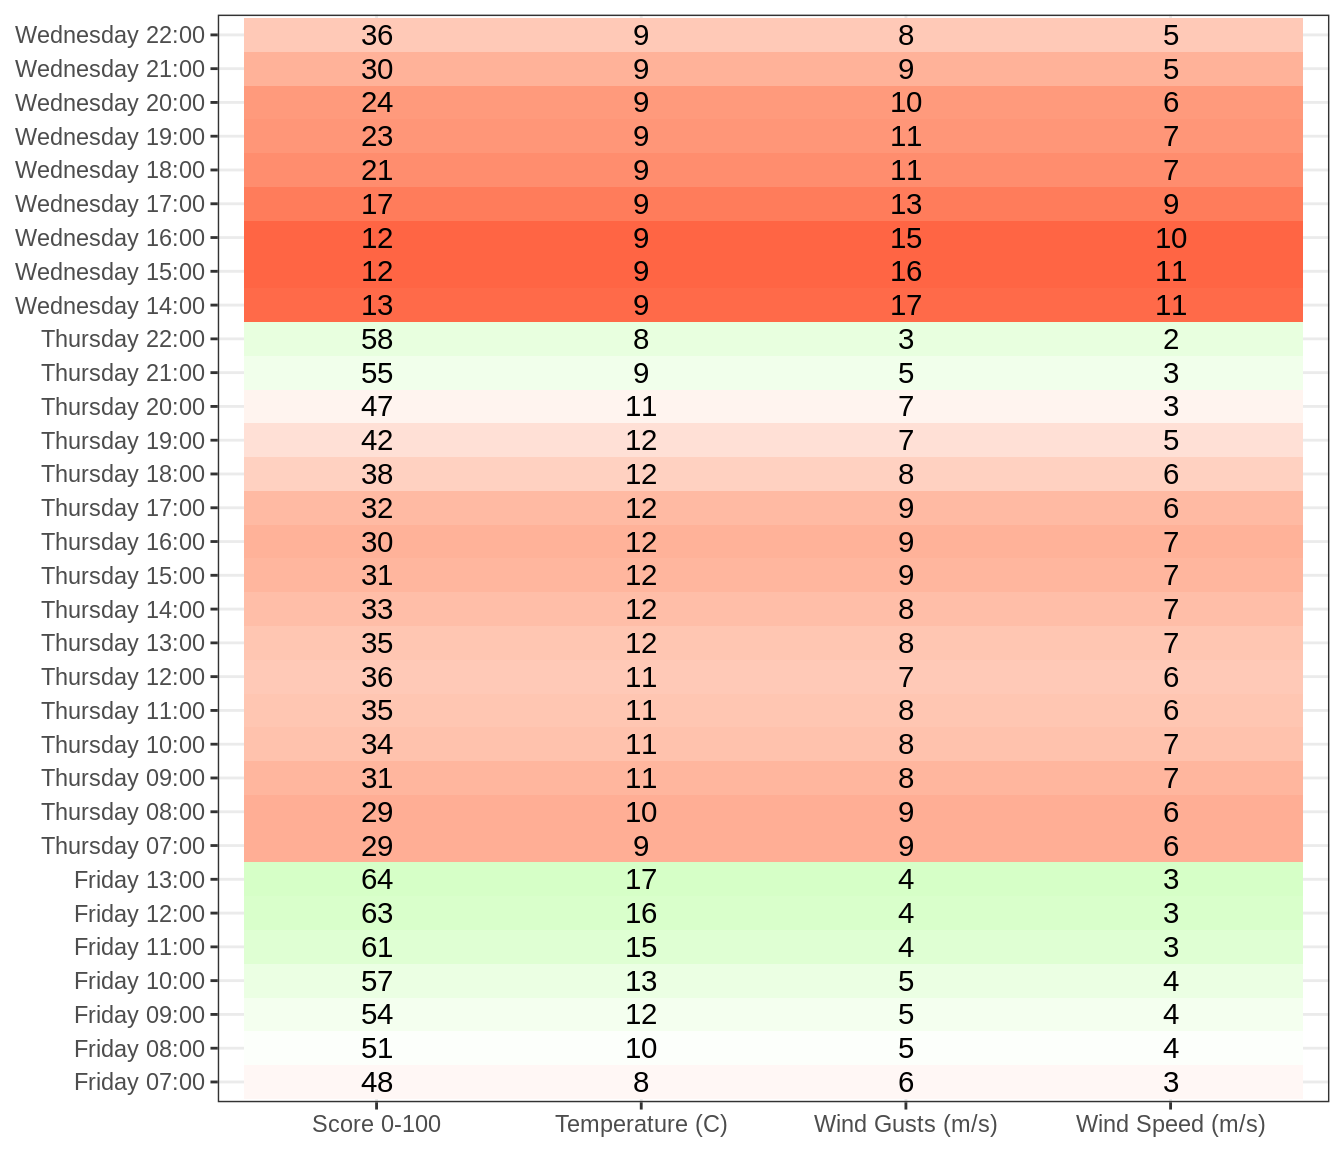 Wednesday 22:00 36 9 8 5
Wednesday 21:00 30 9 9 5
Wednesday 20:00 24 9 10 6
Wednesday 19:00 23 9 11 7
Wednesday 18:00 21 9 11 7
Wednesday 17:00 17 9 13 9
Wednesday 16:00 12 9 15 10
Wednesday 15:00 12 9 16 11
Wednesday 14:00 13 9 17 11
Thursday 22:00 58 8 3 2
Thursday 21:00 55 9 5 3
Thursday 20:00 47 11 7 3
Thursday 19:00 42 12 7 5
Thursday 18:00 38 12 8 6
Thursday 17:00 32 12 9 6
Thursday 16:00 30 12 9 7
Thursday 15:00 31 12 9 7
Thursday 14:00 33 12 8 7
Thursday 13:00 35 12 8 7
Thursday 12:00 36 11 7 6
Thursday 11:00 35 11 8 6
Thursday 10:00 34 11 8 7
Thursday 09:00 31 11 8 7
Thursday 08:00 29 10 9 6
Thursday 07:00 29 9 9 6
Friday 13:00 64 17 4 3
Friday 12:00 63 16 4 3
Friday 11:00 61 15 4 3
Friday 10:00 57 13 5 4
Friday 09:00 54 12 5 4
Friday 08:00 51 10 5 4
Friday 07:00 48 8 6 3
Score 0-100 Temperature (C) Wind Gusts (m/s) Wind Speed (m/s)